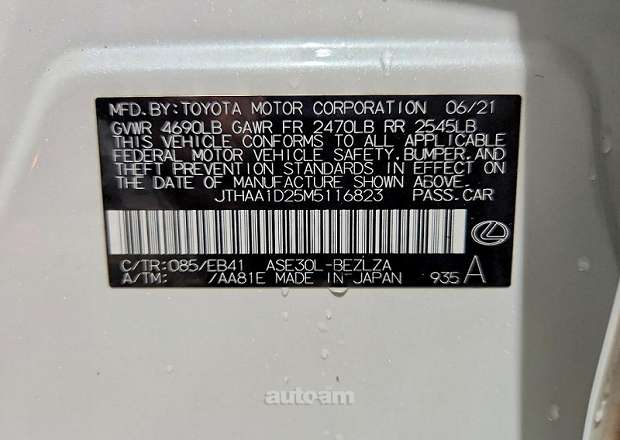 MFD.BY:TOYOTA MOTOR CORPORATION 06/21
GVWR 4690LB GAWR FR 2470LB RR 2545LB
THIS VEHICLE CONFORMS TO ALL APPLICABLE
FEDERAL MOTOR VEHICLE SAFETY.BUMPER.AND
THEFT PREVENTION STANDARDS IN EFFECT ON
THE DATE OF MANUFACTURE SHOWN ABOVE.
JTHAA1D25M5116823 PASS.CAR
C/TR:085/EB41 ASE30L-BEZLZA
A/TM: /AA81E MADE IN JAPAN 935 A
auto.am